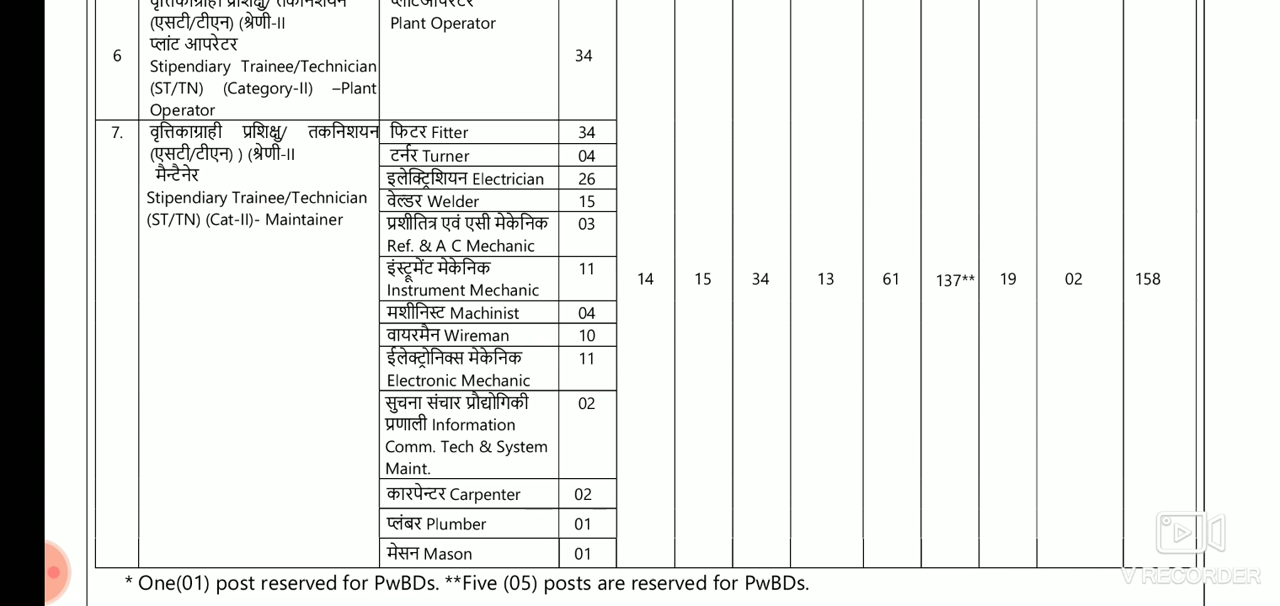 वृत्तिकाग्राही प्रशिक्षु/ तकनिशियन
प्लांटआपरेटर
(एसटी/टीएन) (श्रेणी-II
Plant Operator
प्लांट आपरेटर
6
34
Stipendiary Trainee/Technician
(ST/TN) (Category-II) –Plant
Operator
7.
वृत्तिकाग्राही प्रशिक्षु/ तकनिशयन
(एसटी/टीएन) ) (श्रेणी-II
मैन्टैनेर
Stipendiary Trainee/Technician
(ST/TN) (Cat-II)- Maintainer
फिटर Fitter 34
टर्नर Turner 04
इलेक्ट्रिशियन Electrician 26
वेल्डर Welder 15
प्रशीतित्र एवं एसी मेकेनिक 03
Ref. & A C Mechanic
इंस्ट्रूमेंट मेकेनिक 11
Instrument Mechanic
14 15 34 13 61 137** 19 02 158
मशीनिस्ट Machinist 04
वायरमैन Wireman 10
ईलेक्ट्रोनिक्स मेकेनिक 11
Electronic Mechanic
सुचना संचार प्रौद्योगिकी 02
प्रणाली Information
Comm. Tech & System
Maint.
कारपेन्टर Carpenter 02
प्लंबर Plumber 01
मेसन Mason 01
* One(01) post reserved for PwBDs. **Five (05) posts are reserved for PwBDs.
V RECORDER